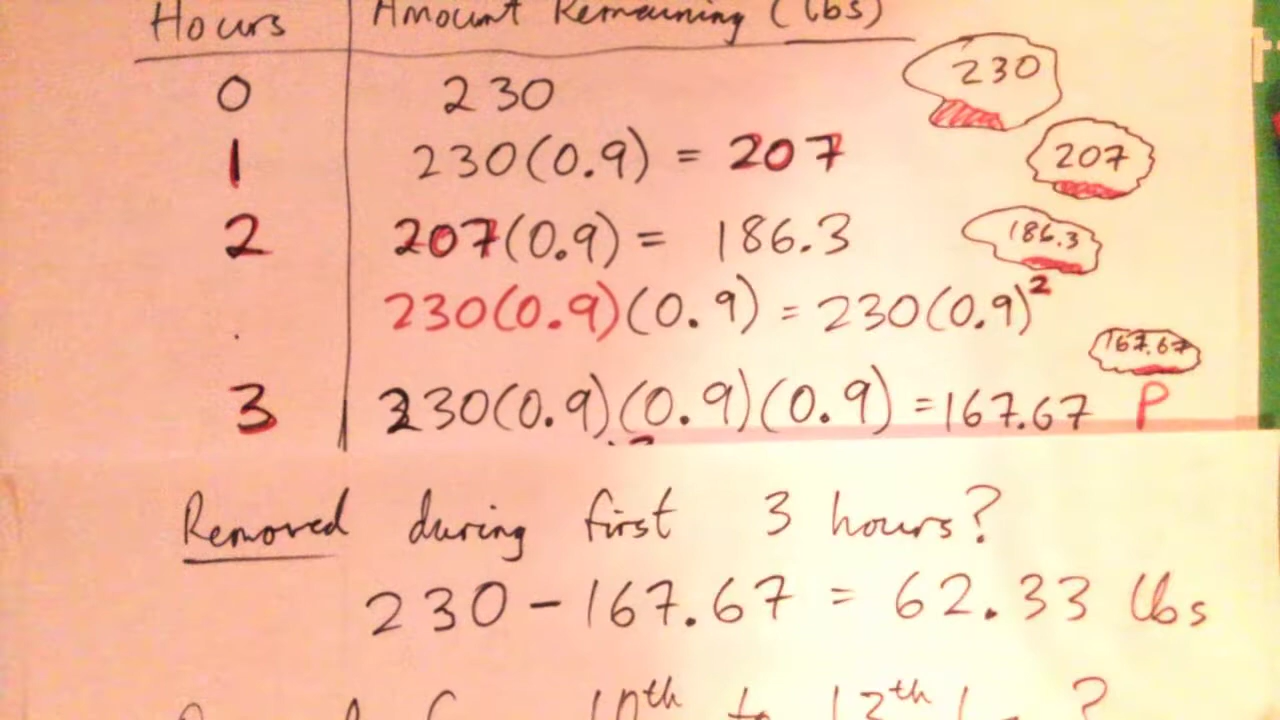 Hours Amount Remaining (lbs)
0 230 230
1 230(0.9) = 207 207
2 207(0.9) = 186.3 186.3
230(0.9)(0.9) = 230(0.9)²
167.67
3 230(0.9)(0.9)(0.9) = 167.67 P
Removed during first 3 hours?
230 - 167.67 = 62.33 lbs
10th to ?